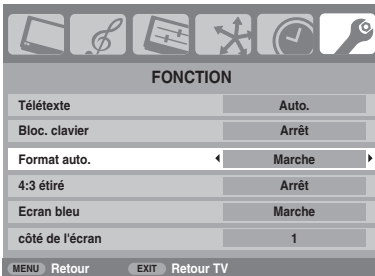 FONCTION
Télétexte Auto.
Bloc. clavier Arrêt
Format auto. Marche
4:3 étiré Arrêt
Ecran bleu Marche
côté de l'écran 1
MENU Retour EXIT Retour TV